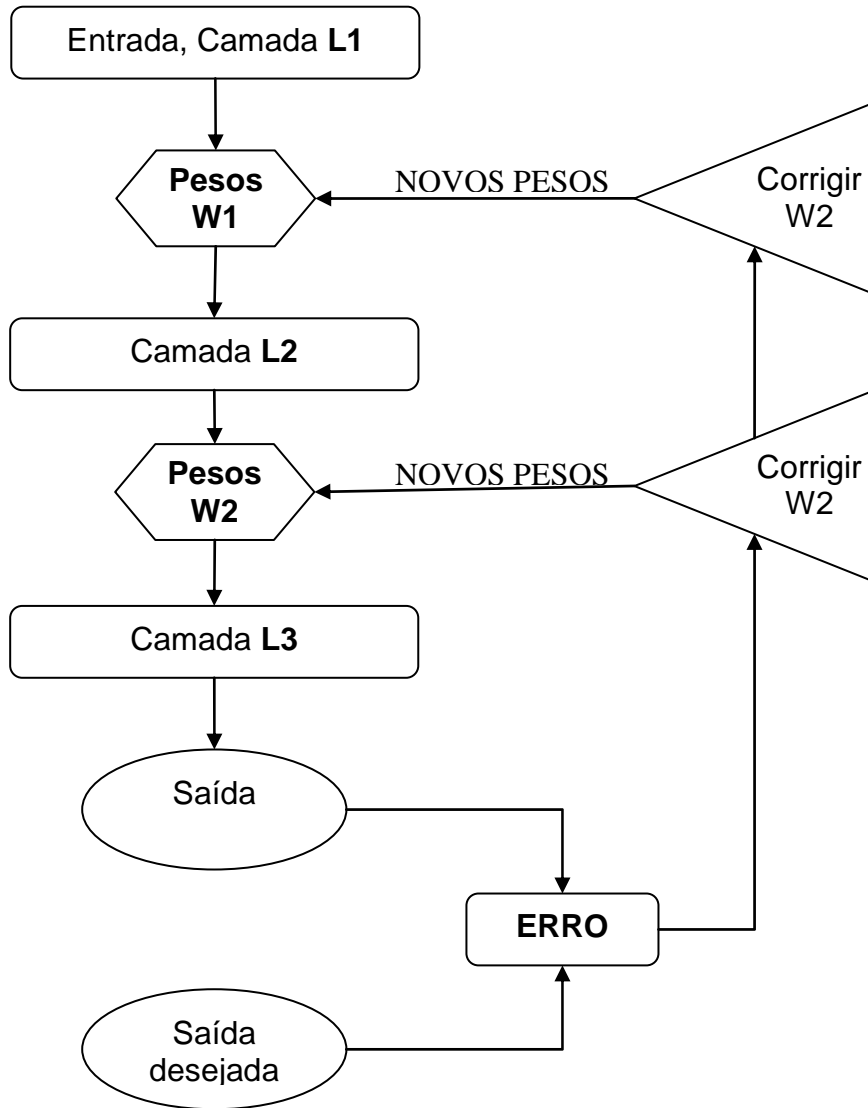 Entrada, Camada L1
Pesos
W1
NOVOS PESOS
Corrigir
W2
Camada L2
Pesos
W2
NOVOS PESOS
Corrigir
W2
Camada L3
Saída
ERRO
Saída
desejada